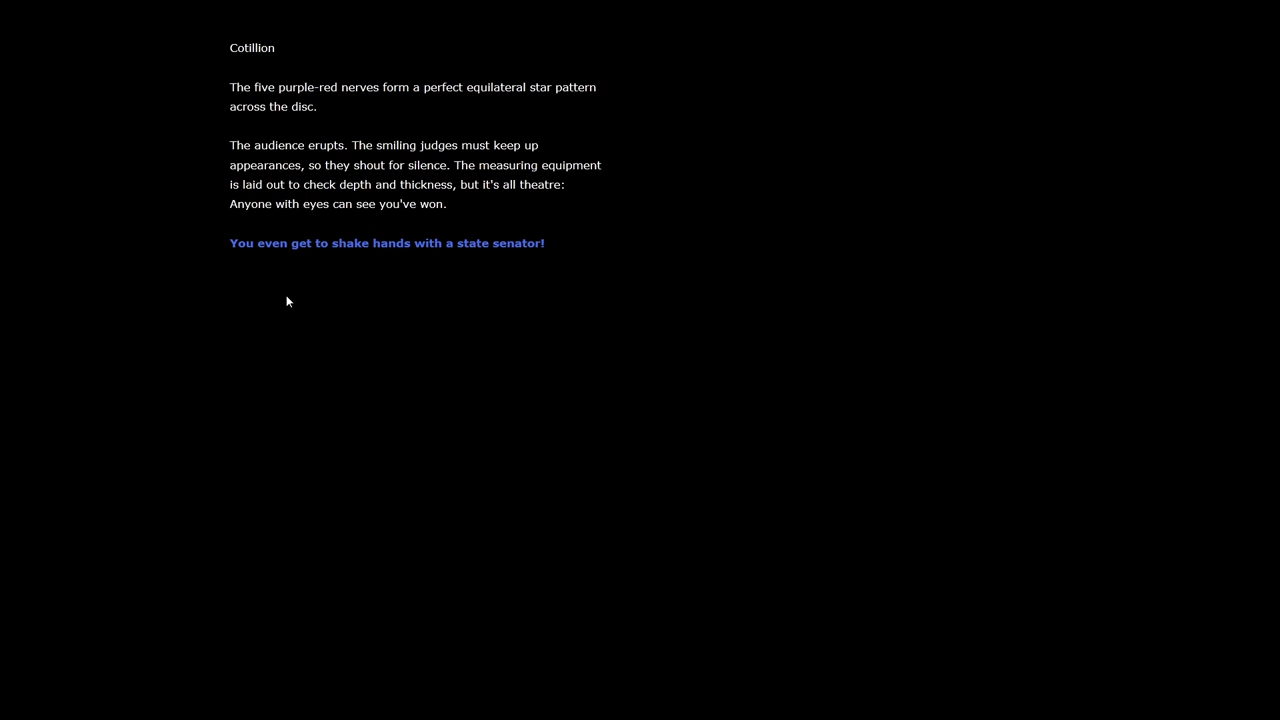 Cotillion
The five purple-red nerves form a perfect equilateral star pattern
across the disc.
The audience erupts. The smiling judges must keep up
appearances, so they shout for silence. The measuring equipment
is laid out to check depth and thickness, but it's all theatre:
Anyone with eyes can see you've won.
You even get to shake hands with a state senator!